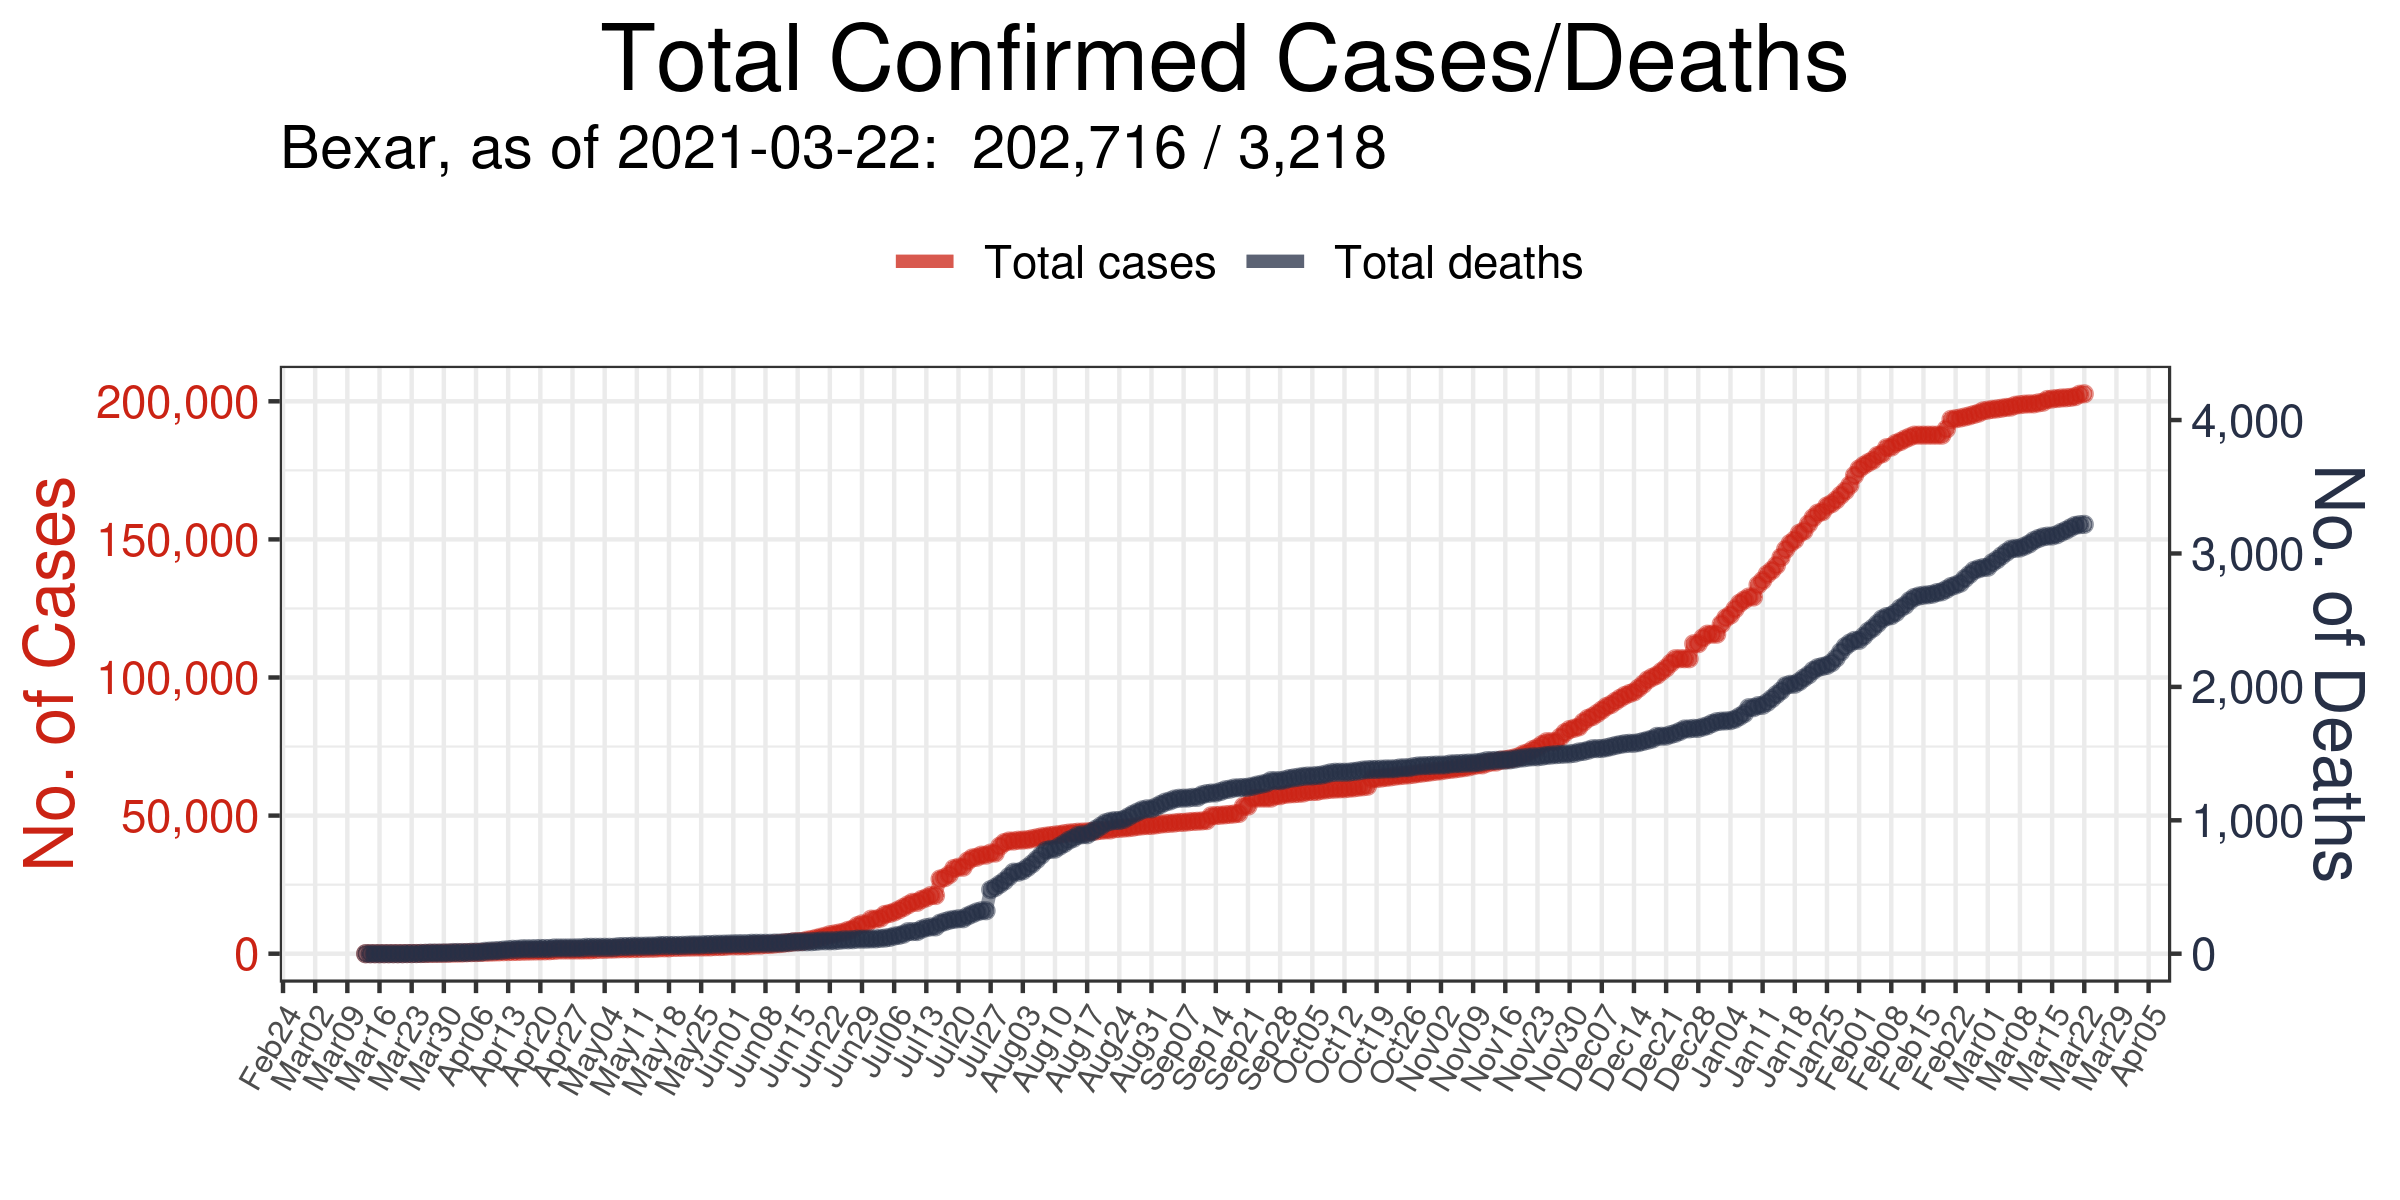 Total Confirmed Cases/Deaths
Bexar, as of 2021-03-22:  202,716 / 3,218
Total cases
Total deaths
No. of Cases
200,000
150,000
100,000
50,000
0
4,000
3,000
2,000
1,000
0
No. of Deaths
Feb24
Mar02
Mar09
Mar16
Mar23
Mar30
Apr06
Apr13
Apr20
Apr27
May04
May11
May18
May25
Jun01
Jun08
Jun15
Jun22
Jun29
Jul06
Jul13
Jul20
Jul27
Aug03
Aug10
Aug17
Aug24
Aug31
Sep07
Sep14
Sep21
Sep28
Oct05
Oct12
Oct19
Oct26
Nov02
Nov09
Nov16
Nov23
Nov30
Dec07
Dec14
Dec21
Dec28
Jan04
Jan11
Jan18
Jan25
Feb01
Feb08
Feb15
Feb22
Mar01
Mar08
Mar15
Mar22
Mar29
Apr05